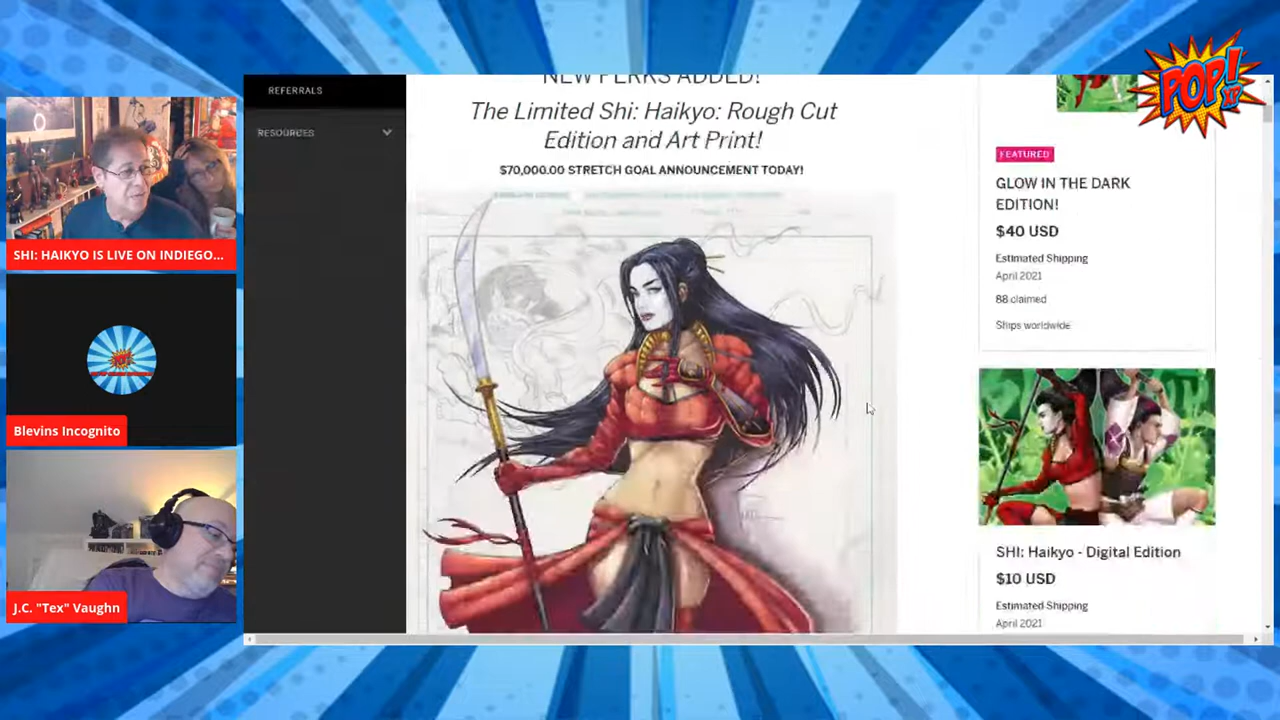 POP!
XP
SHI: HAIKYO IS LIVE ON INDIEGO...
Blevins Incognito
J.C. "Tex" Vaughn
REFERRALS
RESOURCES
NEW PERKS ADDED!
The Limited Shi: Haikyo: Rough Cut
Edition and Art Print!
$70,000.00 STRETCH GOAL ANNOUNCEMENT TODAY!
FEATURED
GLOW IN THE DARK
EDITION!
$40 USD
Estimated Shipping
April 2021
88 claimed
Ships worldwide
SHI: Haikyo - Digital Edition
$10 USD
Estimated Shipping
April 2021